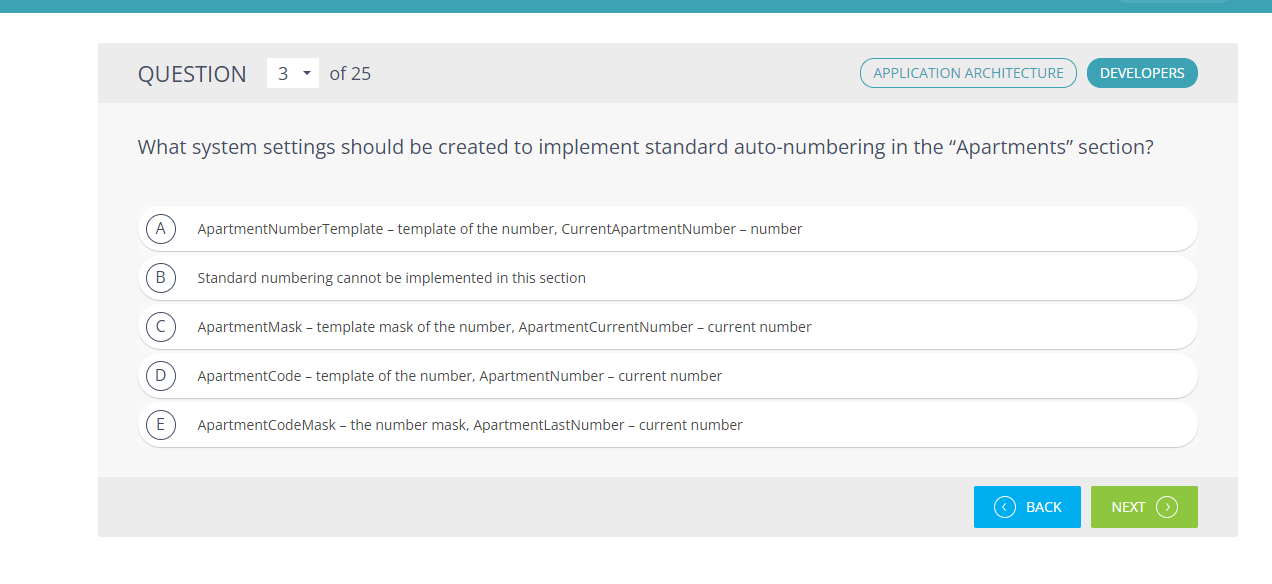 QUESTION 3 of 25 APPLICATION ARCHITECTURE DEVELOPERS
What system settings should be created to implement standard auto-numbering in the “Apartments” section?
A ApartmentNumberTemplate – template of the number, CurrentApartmentNumber – number
B Standard numbering cannot be implemented in this section
C ApartmentMask – template mask of the number, ApartmentCurrentNumber – current number
D ApartmentCode – template of the number, ApartmentNumber – current number
E ApartmentCodeMask – the number mask, ApartmentLastNumber – current number
BACK NEXT